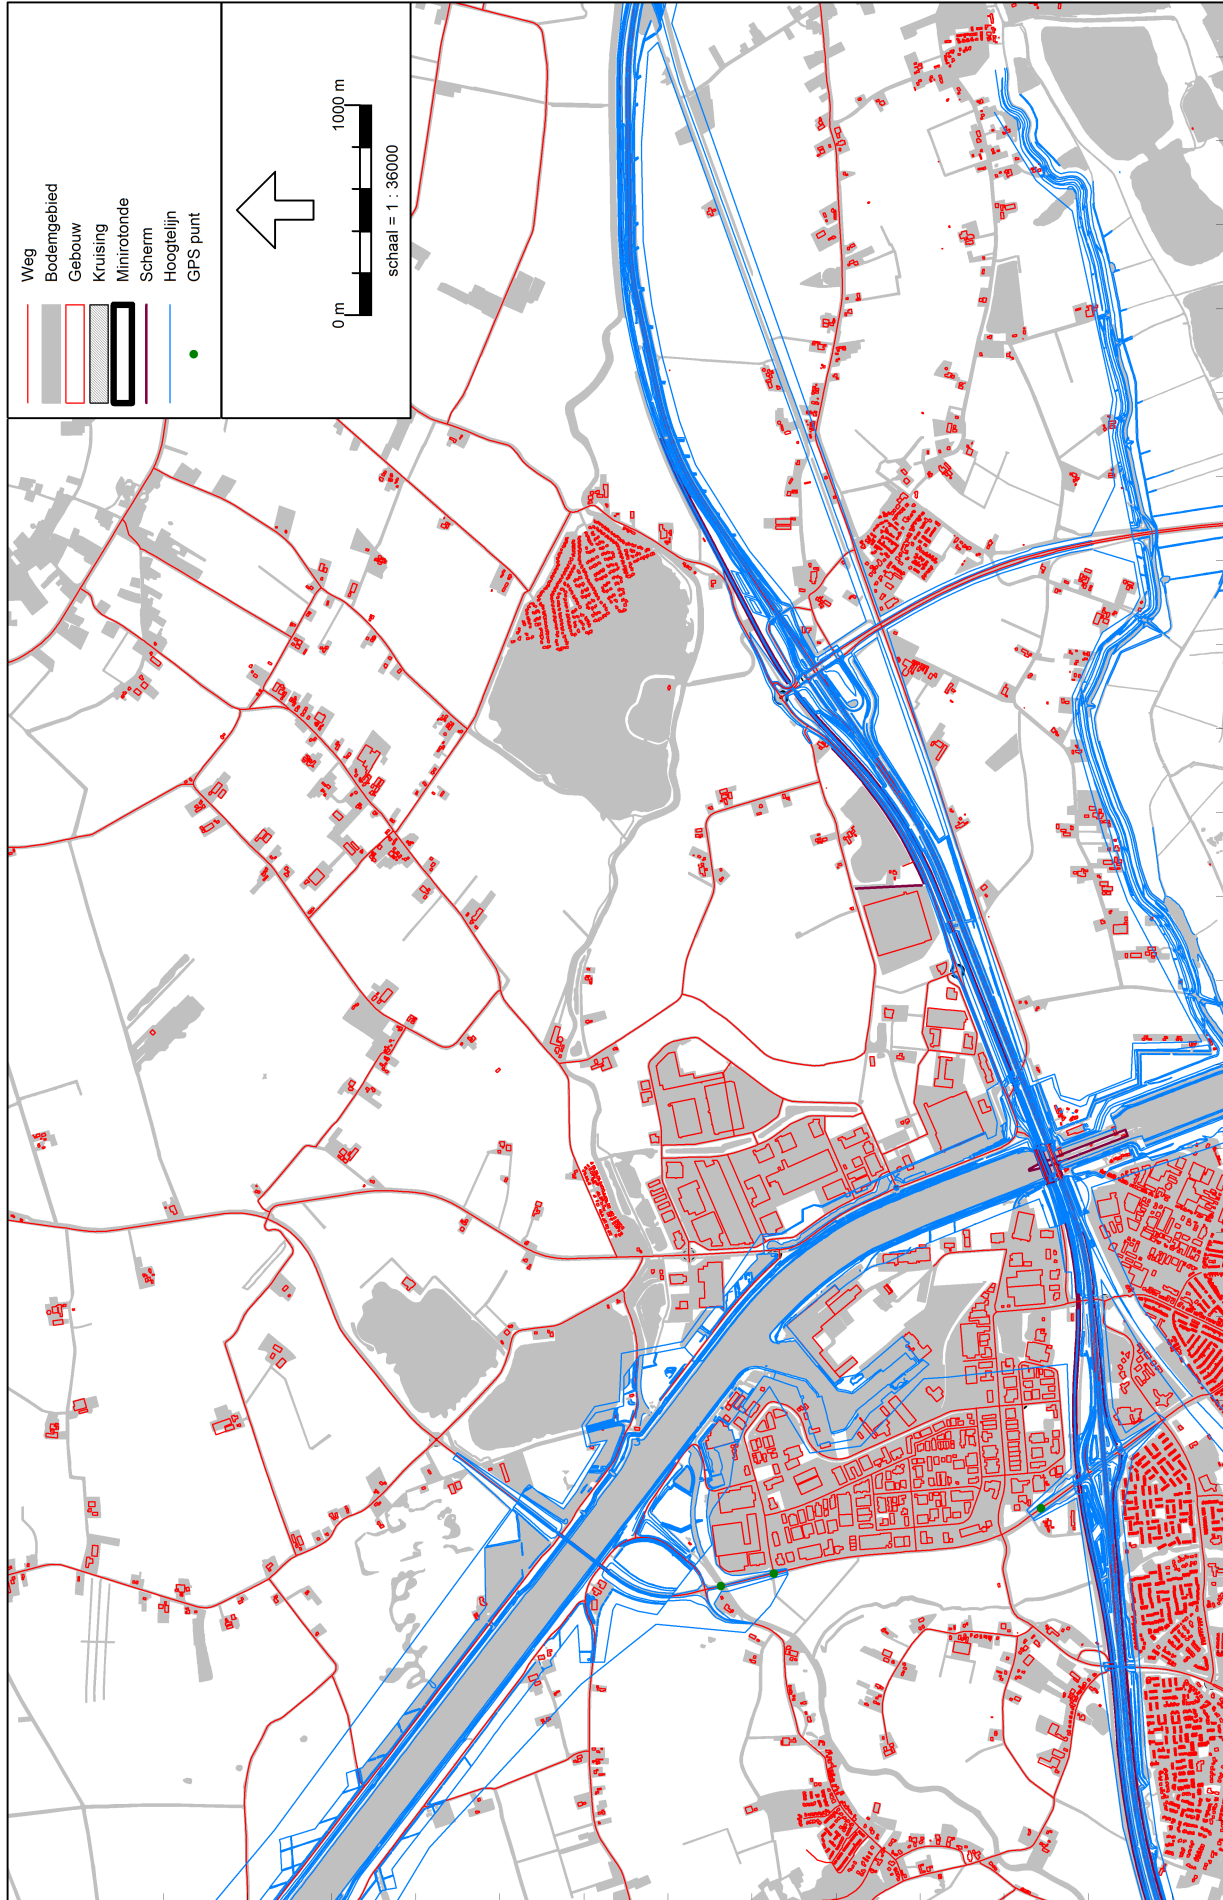 Weg
Bodemgebied
Gebouw
Kruising
Minirotonde
Scherm
Hoogtelijn
GPS punt
0 m
1000 m
schaal = 1 : 36000